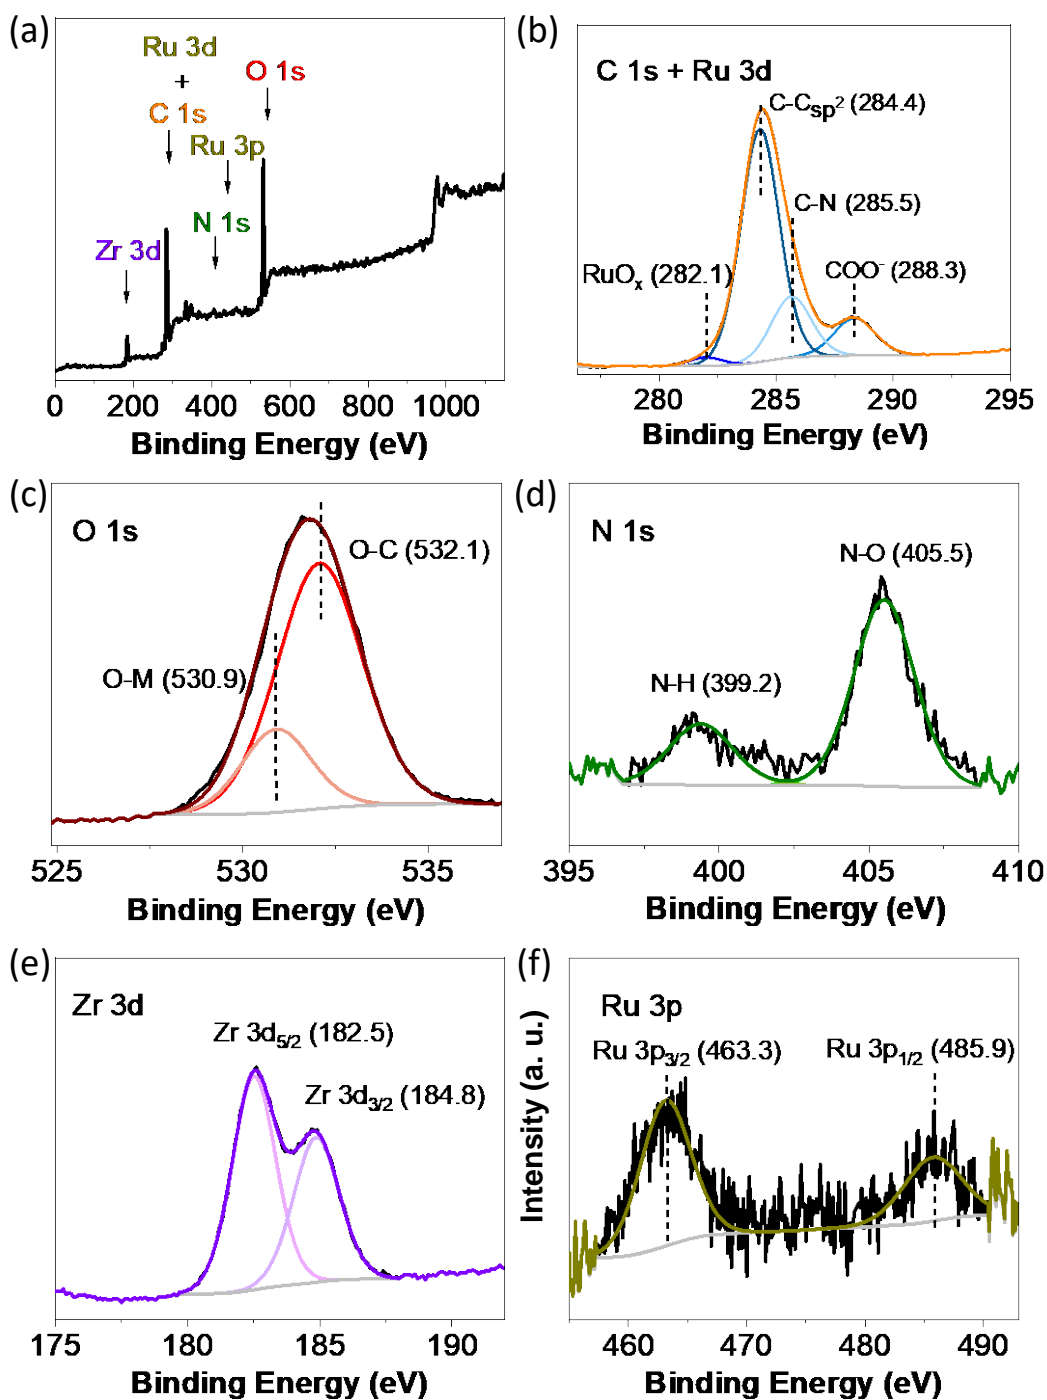 (a)
Ru 3d
+
C 1s
O 1s
Ru 3p
N 1s
Zr 3d
0 200 400 600 800 1000
Binding Energy (eV)
(b)
C 1s + Ru 3d
C-Csp² (284.4)
C-N (285.5)
RuOₓ (282.1)
COO⁻ (288.3)
280 285 290 295
Binding Energy (eV)
(c)
O 1s
O-C (532.1)
O-M (530.9)
525 530 535
Binding Energy (eV)
(d)
N 1s
N-O (405.5)
N-H (399.2)
395 400 405 410
Binding Energy (eV)
(e)
Zr 3d
Zr 3d5/2 (182.5)
Zr 3d3/2 (184.8)
175 180 185 190
Binding Energy (eV)
(f)
Ru 3p
Ru 3p3/2 (463.3)
Ru 3p1/2 (485.9)
Intensity (a. u.)
460 470 480 490
Binding Energy (eV)